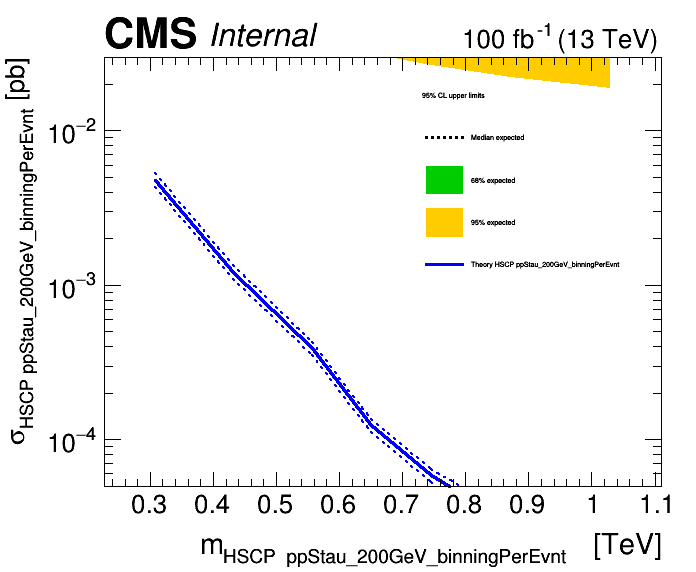 CMS Internal 100 fb⁻¹ (13 TeV)
σHSCP ppStau_200GeV_binningPerEvnt [pb]
95% CL upper limits
Median expected
68% expected
95% expected
Theory HSCP ppStau_200GeV_binningPerEvnt
10⁻²
10⁻³
10⁻⁴
0.3 0.4 0.5 0.6 0.7 0.8 0.9 1 1.1
mHSCP ppStau_200GeV_binningPerEvnt [TeV]